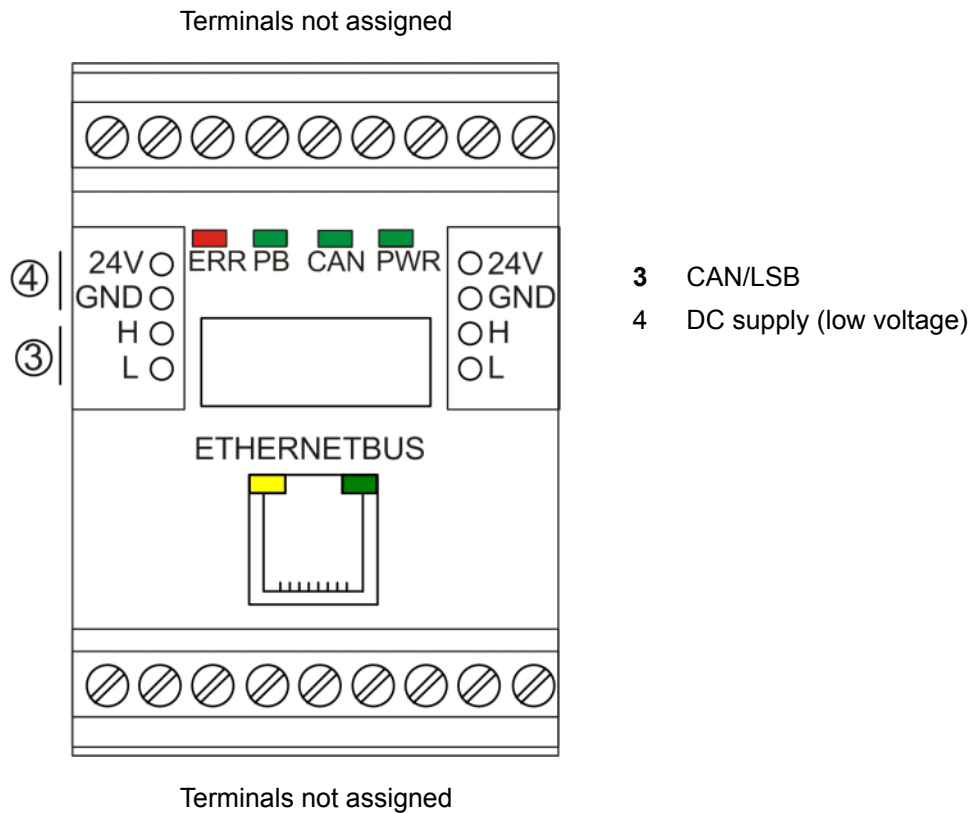 Terminals not assigned
24V
GND
H
L
④
③
ERR PB CAN PWR
24V
GND
H
L
3 CAN/LSB
4 DC supply (low voltage)
ETHERNETBUS
Terminals not assigned